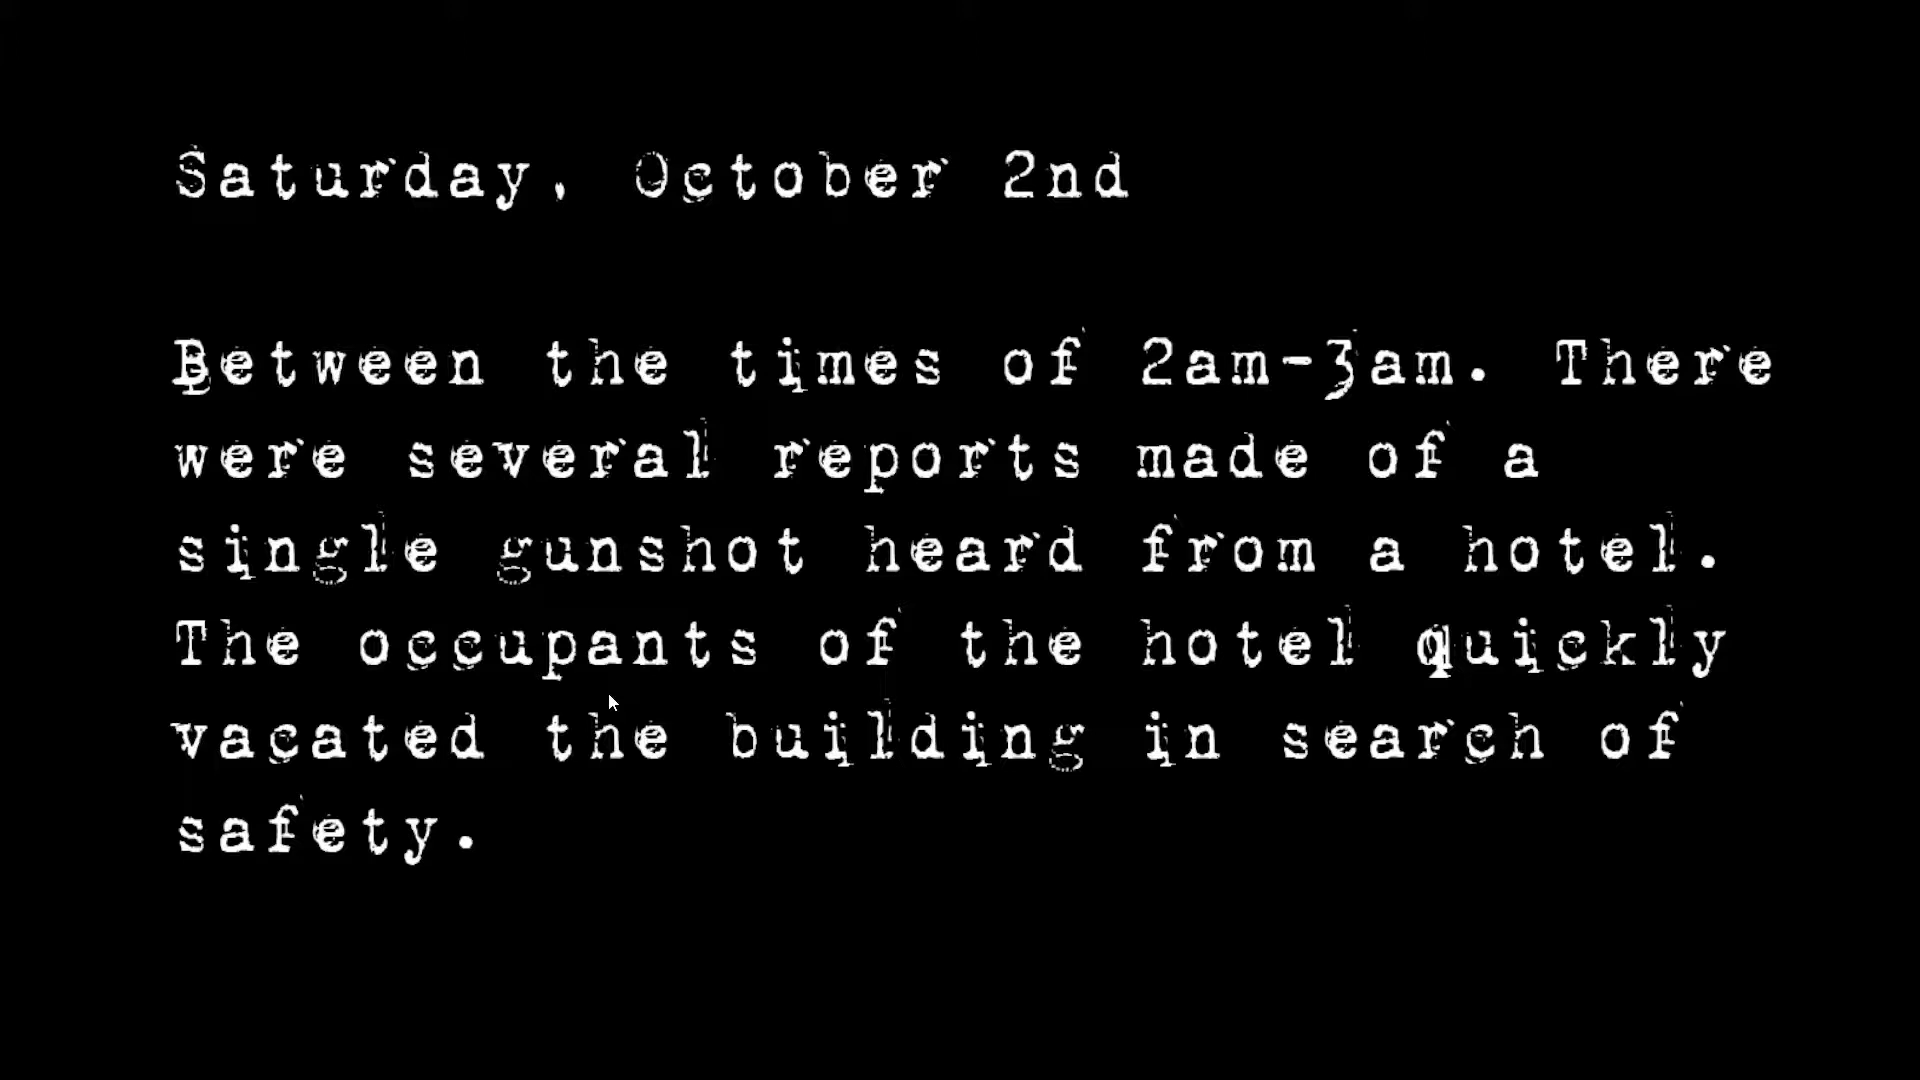 Saturday, October 2nd
Between the times of 2am-3am. There
were several reports made of a
single gunshot heard from a hotel.
The occupants of the hotel quickly
vacated the building in search of
safety.